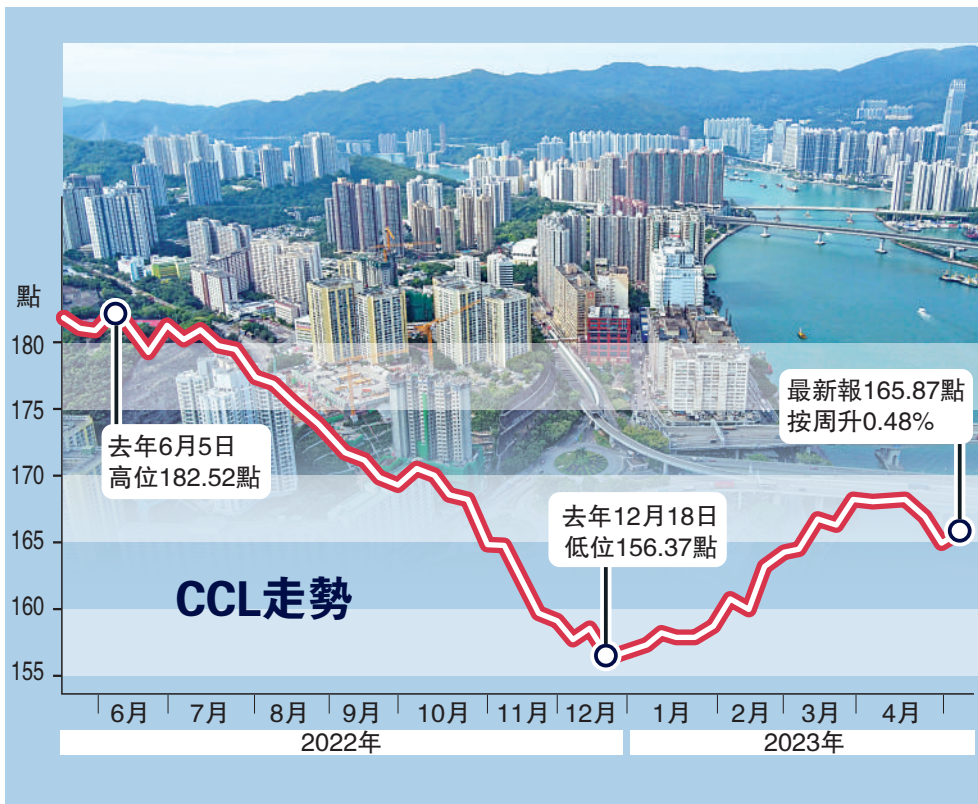 點
180
175
170
165
160
155
去年6月5日
高位182.52點
去年12月18日
低位156.37點
最新報165.87點
按周升0.48%
CCL走勢
6月 7月 8月 9月 10月 11月 12月 1月 2月 3月 4月
2022年 2023年